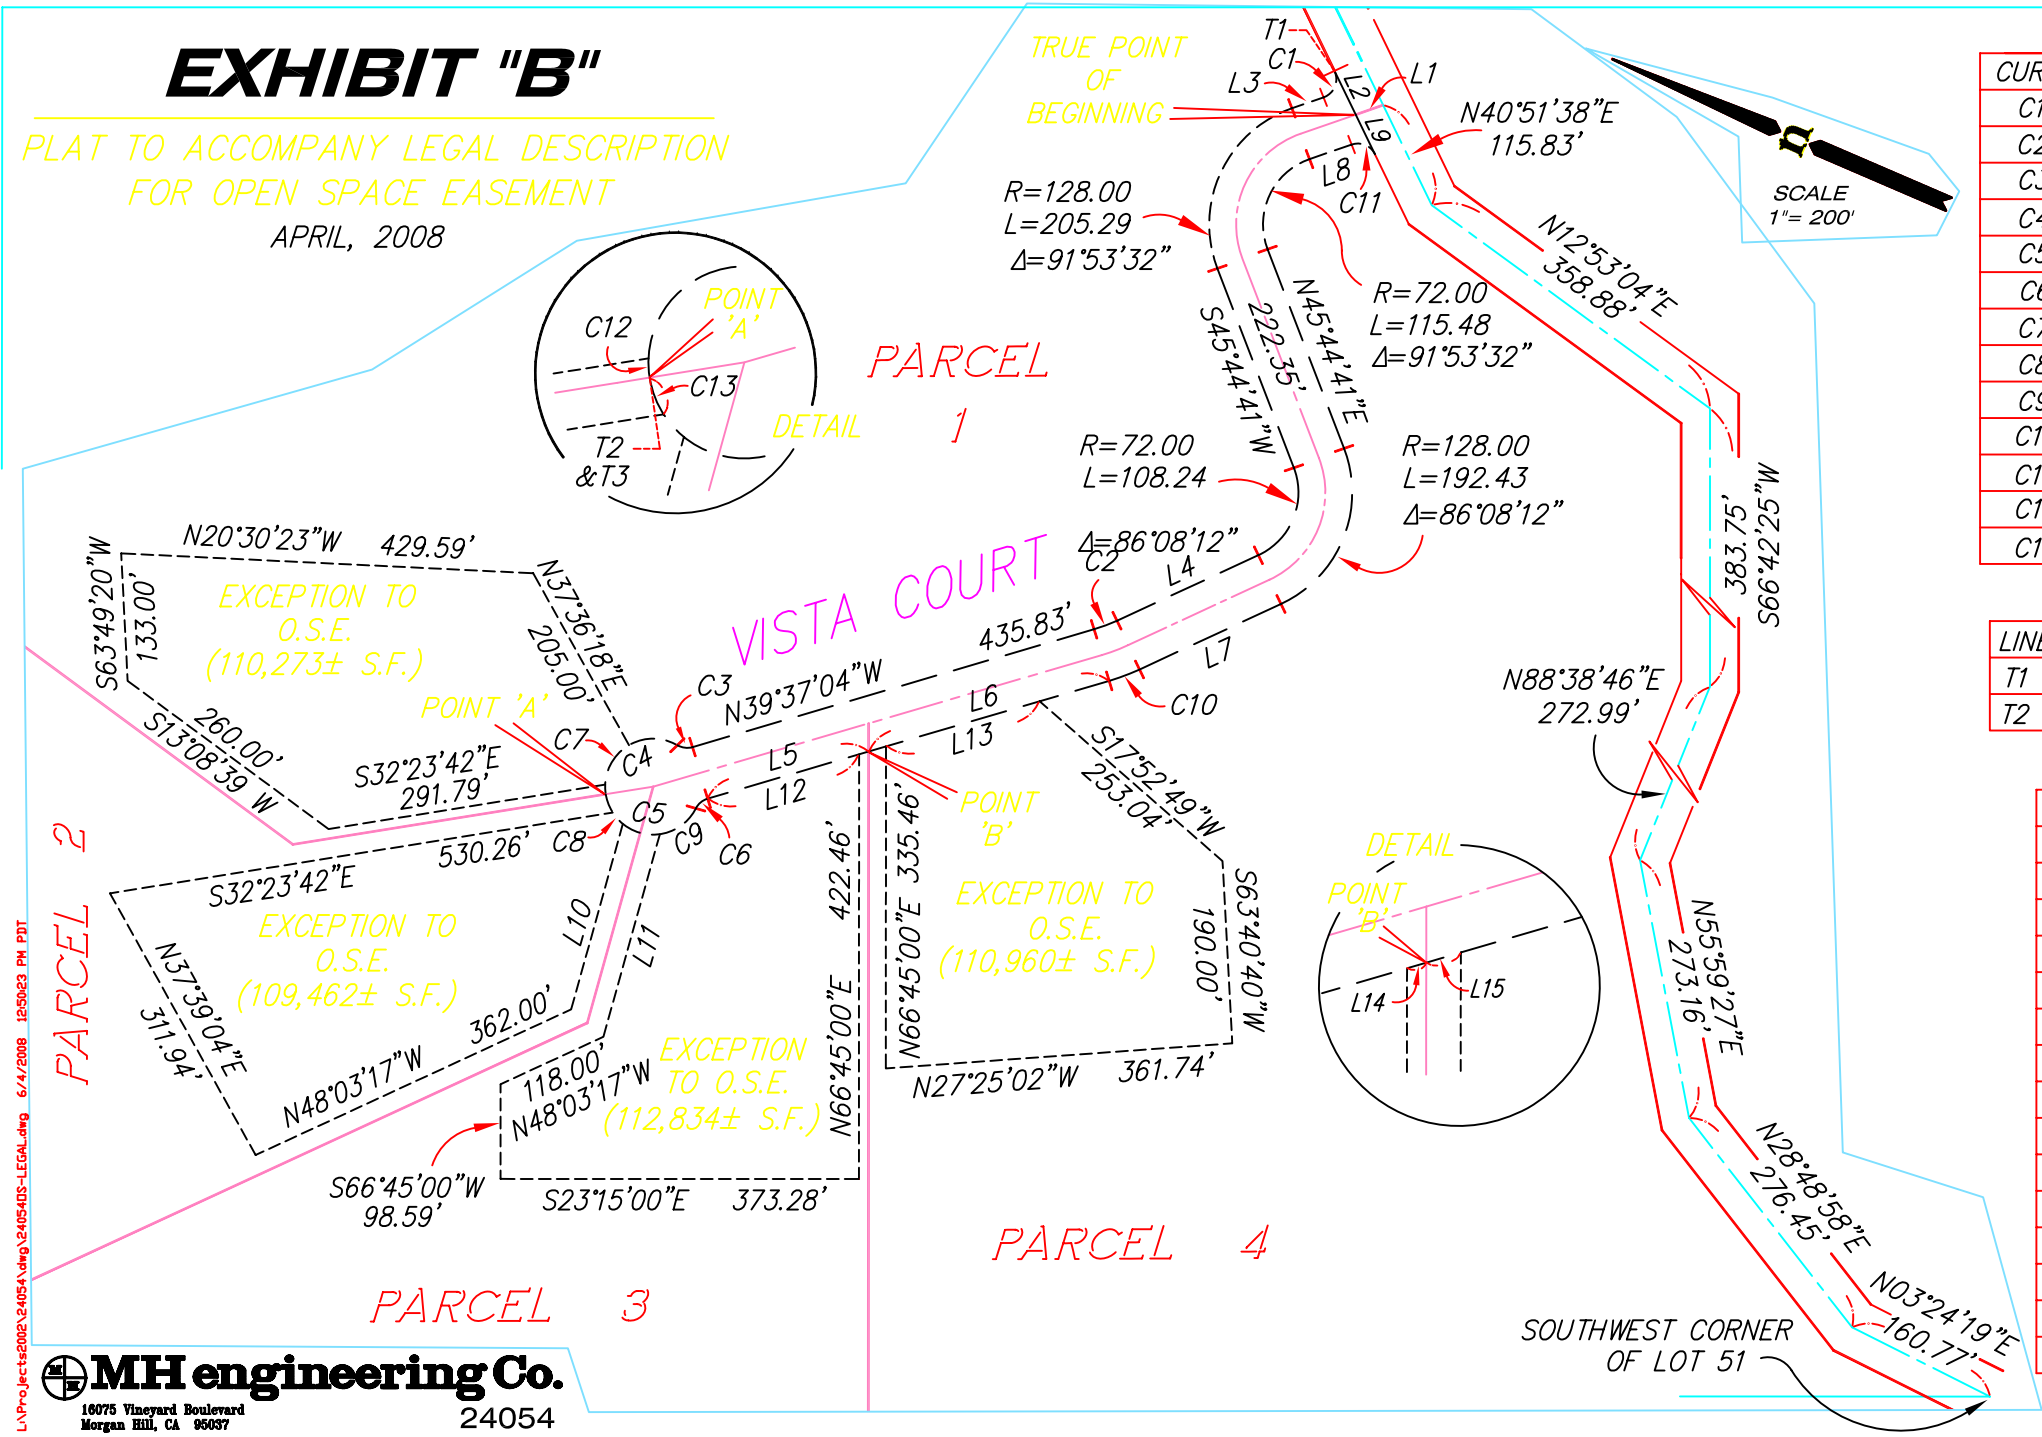 EXHIBIT "B"
PLAT TO ACCOMPANY LEGAL DESCRIPTION
FOR OPEN SPACE EASEMENT
APRIL, 2008
TRUE POINT
OF
BEGINNING
T1
C1
L3
L2
L1
L9
L8
C11
N40°51'38"E
115.83'
SCALE
1"= 200'
R=128.00
L=205.29
Δ=91°53'32"
R=72.00
L=115.48
Δ=91°53'32"
N12°53'04"E
358.88'
S45°44'41"W
222.35'
N45°44'41"E
C12
POINT
'A'
C13
DETAIL
T2
&T3
PARCEL
1
R=72.00
L=108.24
Δ=86°08'12"
R=128.00
L=192.43
Δ=86°08'12"
C2
L4
383.75'
S66°42'25"W
N20°30'23"W 429.59'
S63°49'20"W
133.00'
EXCEPTION TO
O.S.E.
(110,273± S.F.)
N37°36'18"E
205.00'
VISTA COURT
435.83'
N39°37'04"W
L7
C10
L6
L13
L5
L12
C3
POINT 'A'
C7
C4
260.00'
S13°08'39 W
S32°23'42"E
291.79'
C5
C8
C9
C6
N88°38'46"E
272.99'
S17°52'49"W
253.04'
POINT
'B'
PARCEL 2
530.26'
S32°23'42"E
EXCEPTION TO
O.S.E.
(109,462± S.F.)
L10
L11
N37°39'04"E
311.94'
362.00'
N48°03'17"W
422.46'
N66°45'00"E
N66°45'00"E 335.46'
EXCEPTION TO
O.S.E.
(110,960± S.F.)
S63°40'40"W
190.00'
N27°25'02"W 361.74'
DETAIL
POINT
'B'
L14
L15
N55°59'27"E
273.16'
118.00'
N48°03'17"W
EXCEPTION
TO O.S.E.
(112,834± S.F.)
S66°45'00"W
98.59'
S23°15'00"E 373.28'
N28°48'58"E
276.45'
PARCEL 4
PARCEL 3
N03°24'19"E
160.77'
SOUTHWEST CORNER
OF LOT 51
MH engineering Co.
16075 Vineyard Boulevard
Morgan Hill, CA 95037
24054
L:\Projects2002\24054\dwg\24054OS-LEGAL.dwg 6/4/2008 12:50:23 PM PDT
CUR
C1
C2
C3
C4
C5
C6
C7
C8
C9
C1
C1
C1
C1
LINE
T1
T2